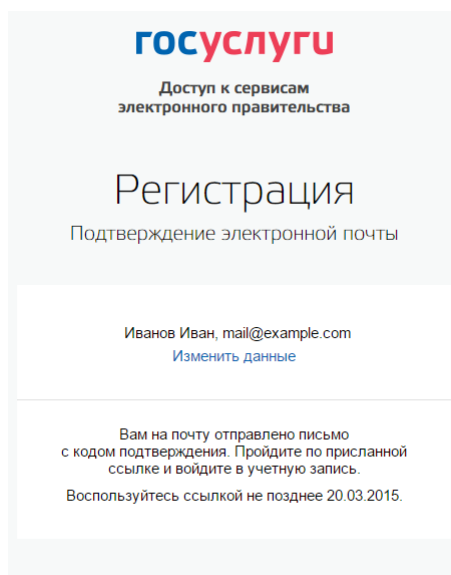 госуслуги
Доступ к сервисам
электронного правительства
Регистрация
Подтверждение электронной почты
Иванов Иван, mail@example.com
Изменить данные
Вам на почту отправлено письмо
с кодом подтверждения. Пройдите по присланной
ссылке и войдите в учетную запись.
Воспользуйтесь ссылкой не позднее 20.03.2015.